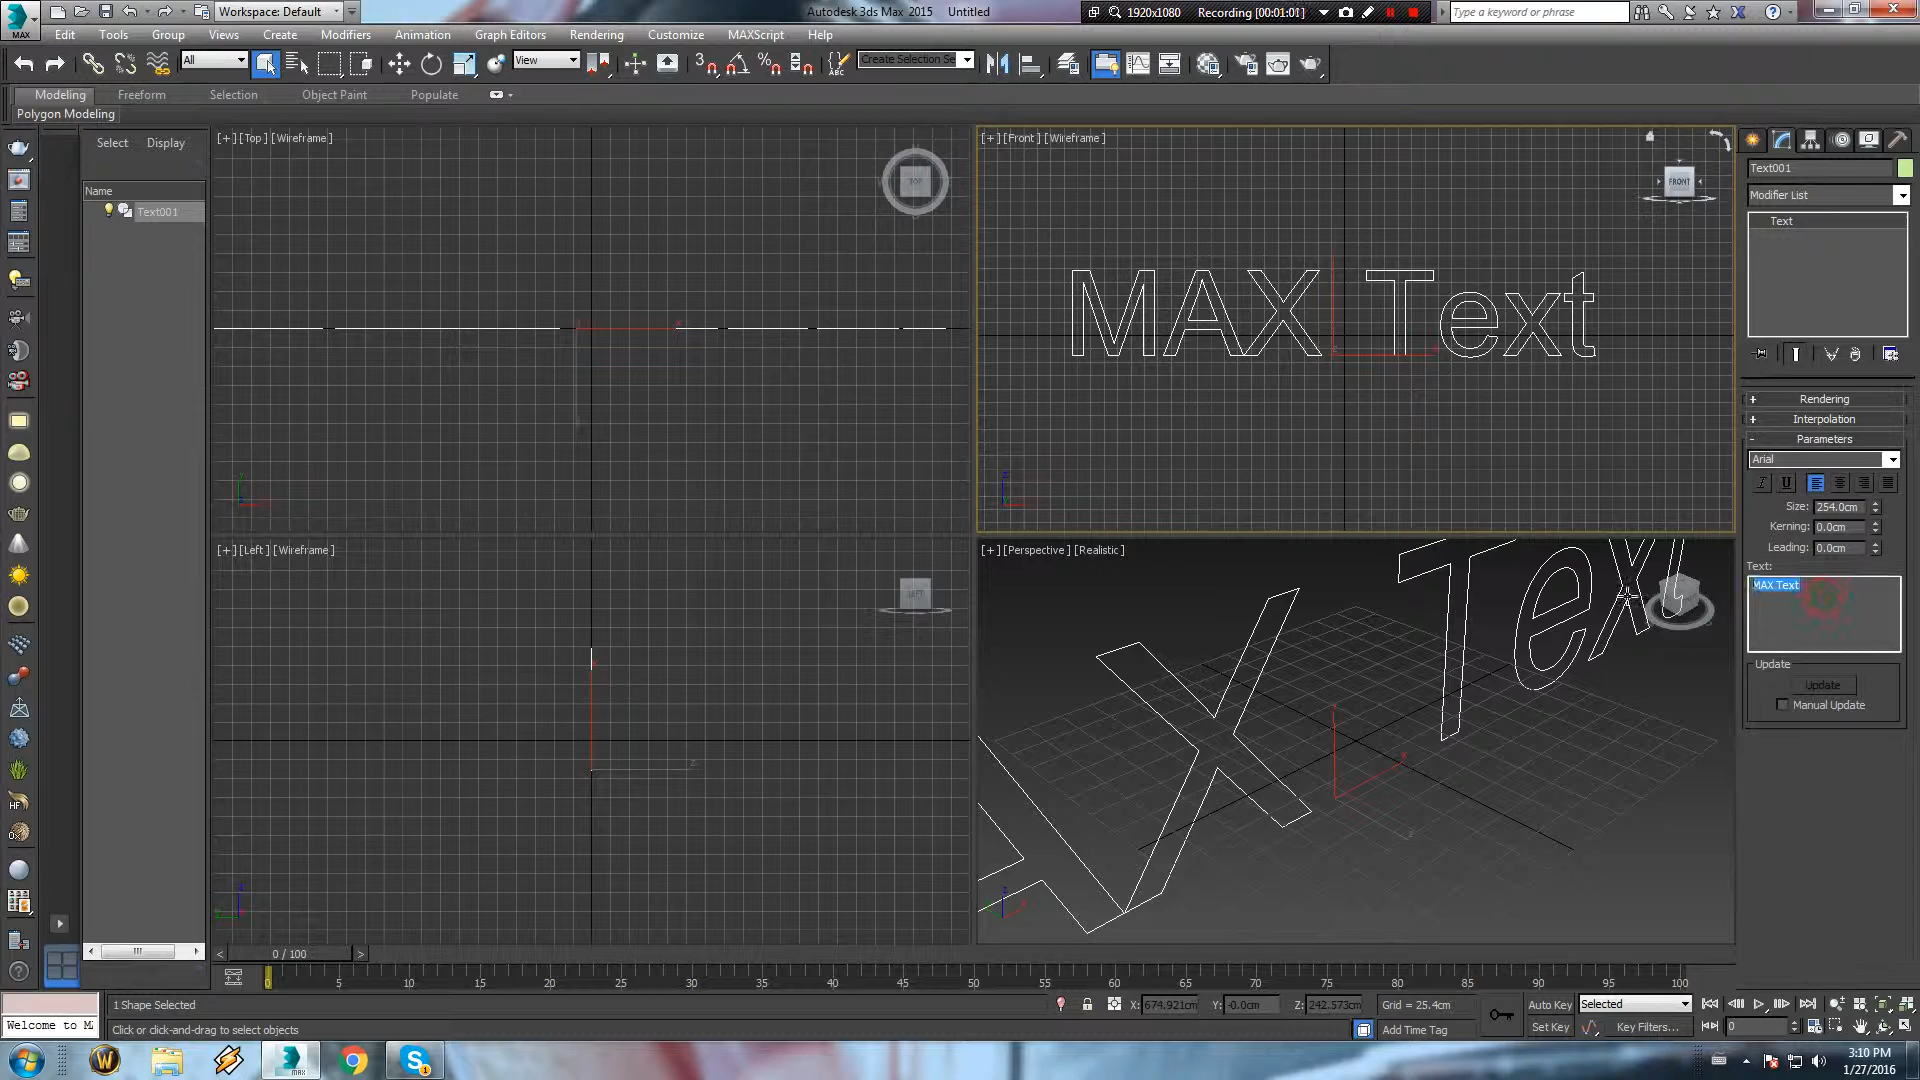 Workspace: Default
Autodesk 3ds Max 2015 Untitled
1920x1080 Recording [00:01:01]
Type a keyword or phrase
MAX
Edit Tools Group Views Create Modifiers Animation Graph Editors Rendering Customize MAXScript Help
All
View
Create Selection Se
Modeling Freeform Selection Object Paint Populate
Polygon Modeling
Select Display
Name
Text001
[+] [Top] [Wireframe]
TOP
[+] [Front] [Wireframe]
FRONT
MAX Text
[+] [Left] [Wireframe]
LEFT
[+] [Perspective] [Realistic]
X Text
Text001
Modifier List
Text
+ Rendering
+ Interpolation
- Parameters
Arial
Size: 254.0cm
Kerning: 0.0cm
Leading: 0.0cm
Text:
MAX Text
Update
Update
Manual Update
< 0 / 100 >
0 5 10 15 20 25 30 35 40 45 50 55 60 65 70 75 80 85 90 95 100
1 Shape Selected
X: 674.921cm Y: -0.0cm Z: 242.573cm Grid = 25.4cm
Auto Key Selected
Welcome to M
Click or click-and-drag to select objects
Add Time Tag
Set Key Key Filters...
0
3:10 PM
1/27/2016